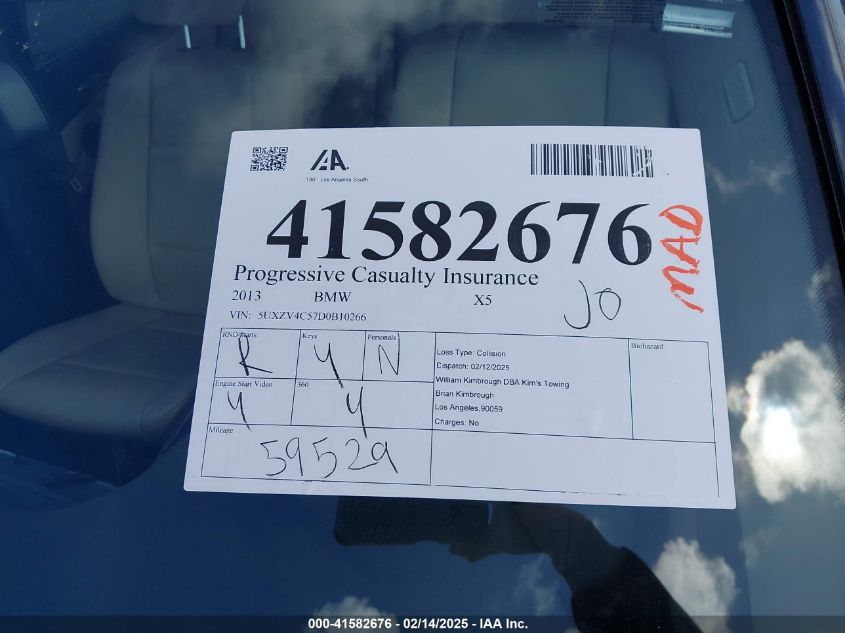 IAA
130 - Los Angeles South
41582676
MAD
Progressive Casualty Insurance
2013 BMW X5
JO
VIN: 5UXZV4C57D0B10266
RND/Parts Keys Personals
R Y N
Engine Start Video 360
Y Y
Mileage
59529
Loss Type: Collision
Dispatch: 02/12/2025
William Kimbrough DBA Kim's Towing
Brian Kimbrough
Los Angeles,90059
Charges: No
Biohazard
000-41582676 - 02/14/2025 - IAA Inc.